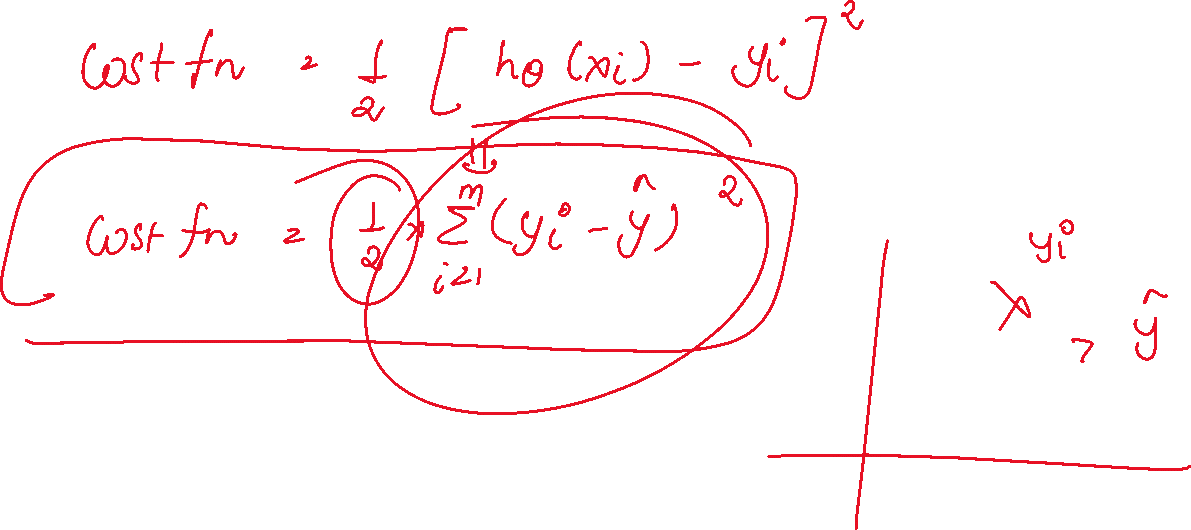 Cost fn = 1/2 [hθ(xi) - yi]²
Cost fn = 1/2 × Σ_{i=1}^{m} (yi - ŷ)²
yi
ŷ